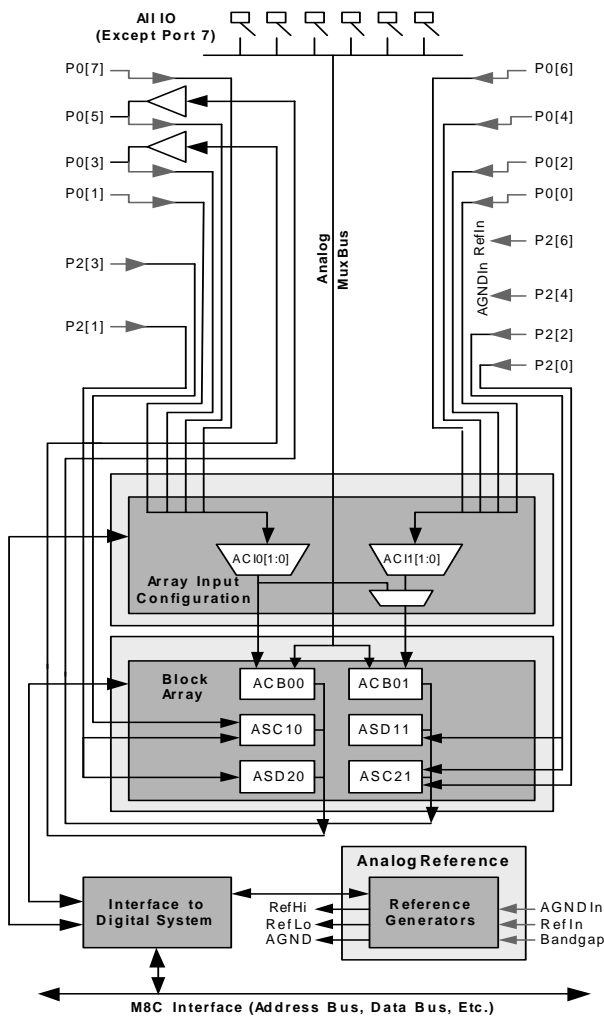 All IO
(Except Port 7)
P0[7]
P0[5]
P0[3]
P0[1]
P2[3]
P2[1]
P0[6]
P0[4]
P0[2]
P0[0]
P2[6]
P2[4]
P2[2]
P2[0]
AGNDIn RefIn
Analog
Mux Bus
ACI0[1:0]
ACI1[1:0]
Array Input
Configuration
Block
Array
ACB00
ACB01
ASC10
ASD11
ASD20
ASC21
Analog Reference
Interface to
Digital System
RefHi
RefLo
AGND
Reference
Generators
AGNDIn
RefIn
Bandgap
M8C Interface (Address Bus, Data Bus, Etc.)